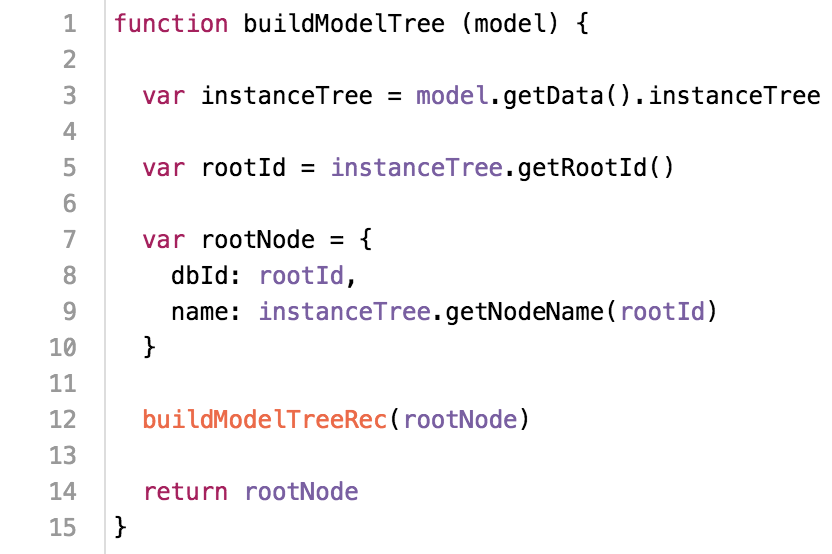 1 function buildModelTree (model) {
2
3   var instanceTree = model.getData().instanceTree
4
5   var rootId = instanceTree.getRootId()
6
7   var rootNode = {
8     dbId: rootId,
9     name: instanceTree.getNodeName(rootId)
10   }
11
12   buildModelTreeRec(rootNode)
13
14   return rootNode
15 }